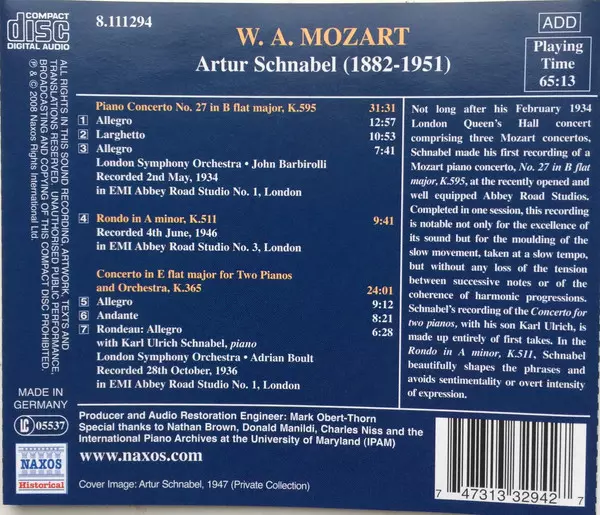 COMPACT
disc
DIGITAL AUDIO
8.111294
W. A. MOZART
Artur Schnabel (1882-1951)
ADD
Playing
Time
65:13
Piano Concerto No. 27 in B flat major, K.595 31:31
1 Allegro 12:57
2 Larghetto 10:53
3 Allegro 7:41
London Symphony Orchestra • John Barbirolli
Recorded 2nd May, 1934
in EMI Abbey Road Studio No. 1, London
4 Rondo in A minor, K.511 9:41
Recorded 4th June, 1946
in EMI Abbey Road Studio No. 3, London
Concerto in E flat major for Two Pianos
and Orchestra, K.365 24:01
5 Allegro 9:12
6 Andante 8:21
7 Rondeau: Allegro 6:28
with Karl Ulrich Schnabel, piano
London Symphony Orchestra • Adrian Boult
Recorded 28th October, 1936
in EMI Abbey Road Studio No. 1, London
Not long after his February 1934
London Queen's Hall concert
comprising three Mozart concertos,
Schnabel made his first recording of a
Mozart piano concerto, No. 27 in B flat
major, K.595, at the recently opened and
well equipped Abbey Road Studios.
Completed in one session, this recording
is notable not only for the excellence of
its sound but for the moulding of the
slow movement, taken at a slow tempo,
but without any loss of the tension
between successive notes or of the
coherence of harmonic progressions.
Schnabel's recording of the Concerto for
two pianos, with his son Karl Ulrich, is
made up entirely of first takes. In the
Rondo in A minor, K.511, Schnabel
beautifully shapes the phrases and
avoids sentimentality or overt intensity
of expression.
ALL RIGHTS IN THIS SOUND RECORDING, ARTWORK, TEXTS AND
TRANSLATIONS RESERVED. UNAUTHORISED PUBLIC PERFORMANCE,
BROADCASTING AND COPYING OF THIS COMPACT DISC PROHIBITED.
℗ & © 2008 Naxos Rights International Ltd.
MADE IN
GERMANY
LC 05537
NAXOS
Historical
Producer and Audio Restoration Engineer: Mark Obert-Thorn
Special thanks to Nathan Brown, Donald Manildi, Charles Niss and the
International Piano Archives at the University of Maryland (IPAM)
www.naxos.com
Cover Image: Artur Schnabel, 1947 (Private Collection)
7 47313 32942 7